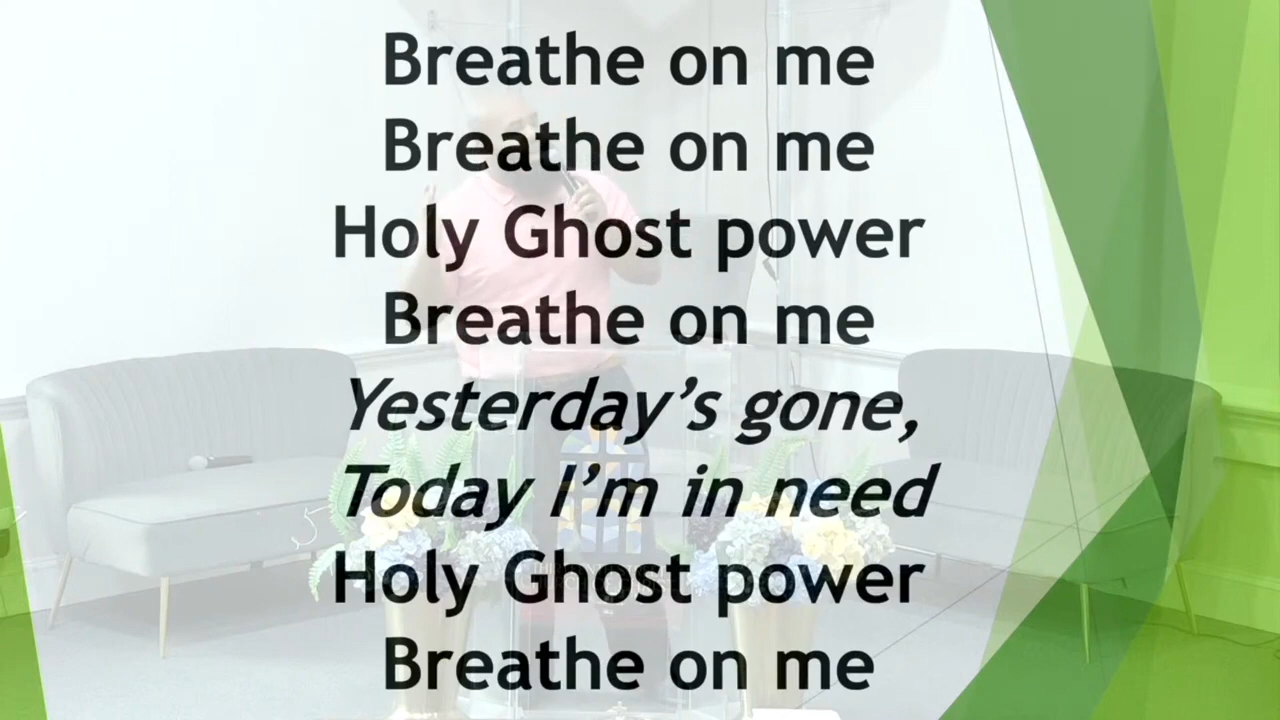 Breathe on me
Breathe on me
Holy Ghost power
Breathe on me
Yesterday’s gone,
Today I’m in need
Holy Ghost power
Breathe on me